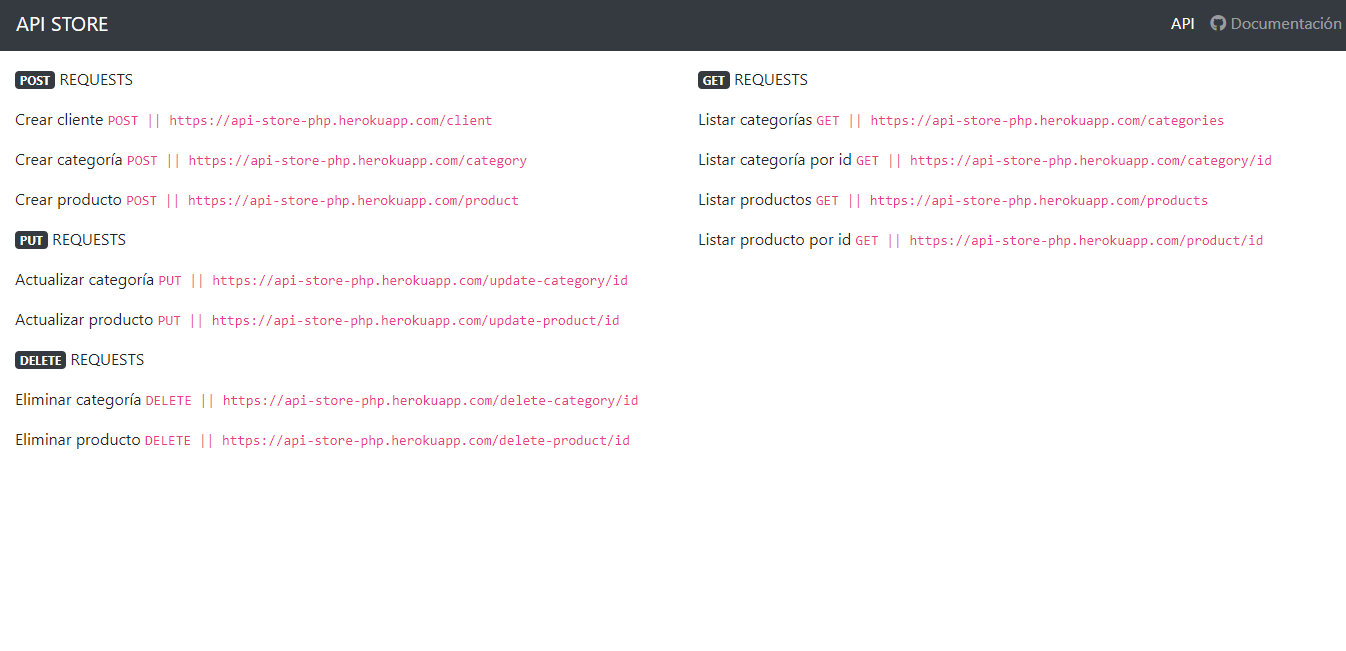 API STORE
API Documentación
POST REQUESTS
Crear cliente POST || https://api-store-php.herokuapp.com/client
Crear categoría POST || https://api-store-php.herokuapp.com/category
Crear producto POST || https://api-store-php.herokuapp.com/product
PUT REQUESTS
Actualizar categoría PUT || https://api-store-php.herokuapp.com/update-category/id
Actualizar producto PUT || https://api-store-php.herokuapp.com/update-product/id
DELETE REQUESTS
Eliminar categoría DELETE || https://api-store-php.herokuapp.com/delete-category/id
Eliminar producto DELETE || https://api-store-php.herokuapp.com/delete-product/id
GET REQUESTS
Listar categorías GET || https://api-store-php.herokuapp.com/categories
Listar categoría por id GET || https://api-store-php.herokuapp.com/category/id
Listar productos GET || https://api-store-php.herokuapp.com/products
Listar producto por id GET || https://api-store-php.herokuapp.com/product/id